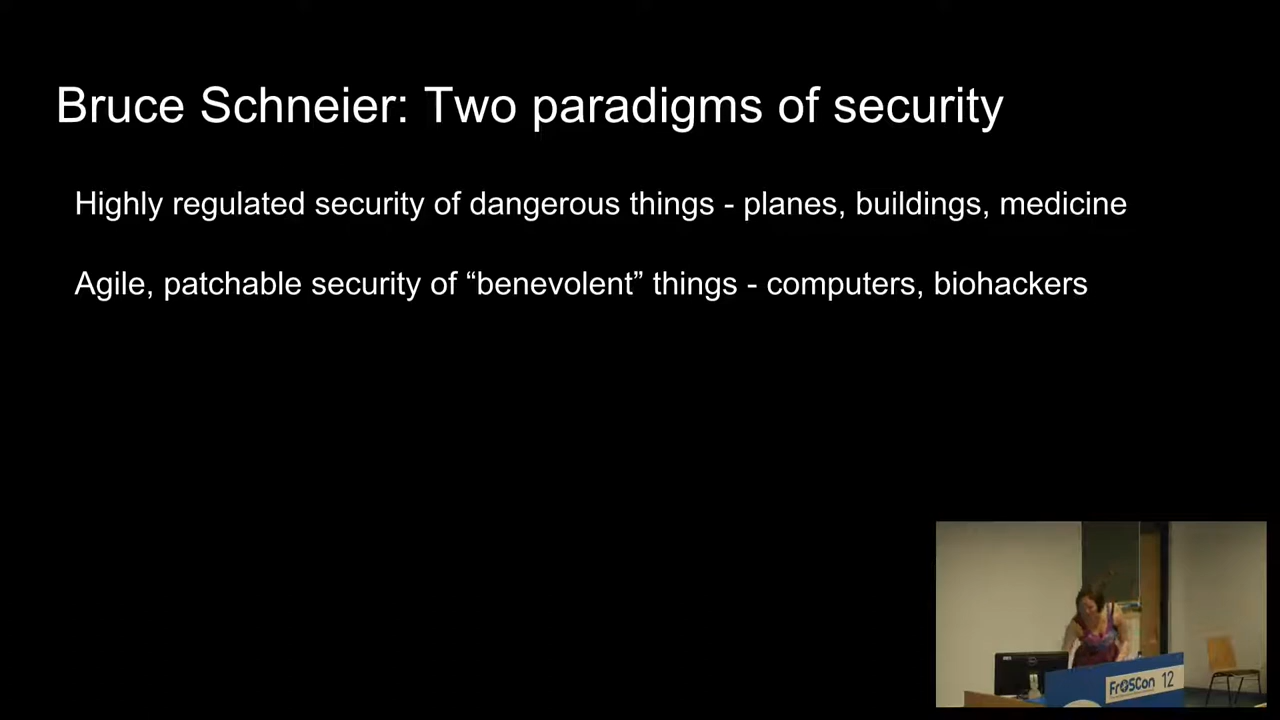 Bruce Schneier: Two paradigms of security
Highly regulated security of dangerous things - planes, buildings, medicine
Agile, patchable security of “benevolent” things - computers, biohackers
FrOSCon 12